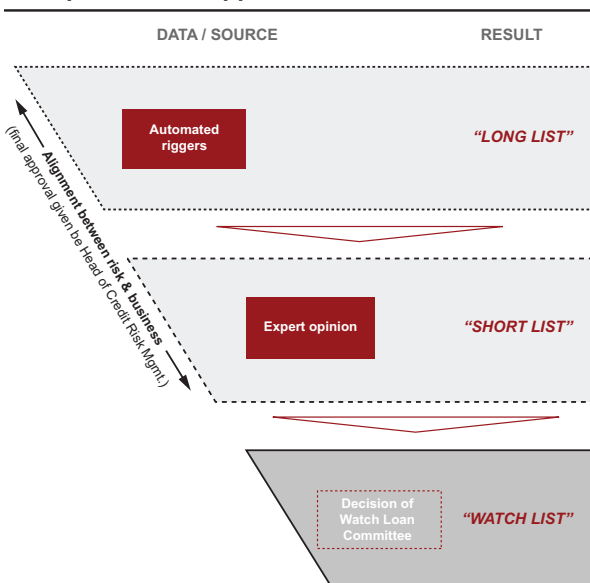 DATA / SOURCE
RESULT
Automated
riggers
“LONG LIST”
Alignment between risk & business
(final approval given be Head of Credit Risk Mgmt.)
Expert opinion
“SHORT LIST”
Decision of
Watch Loan
Committee
“WATCH LIST”